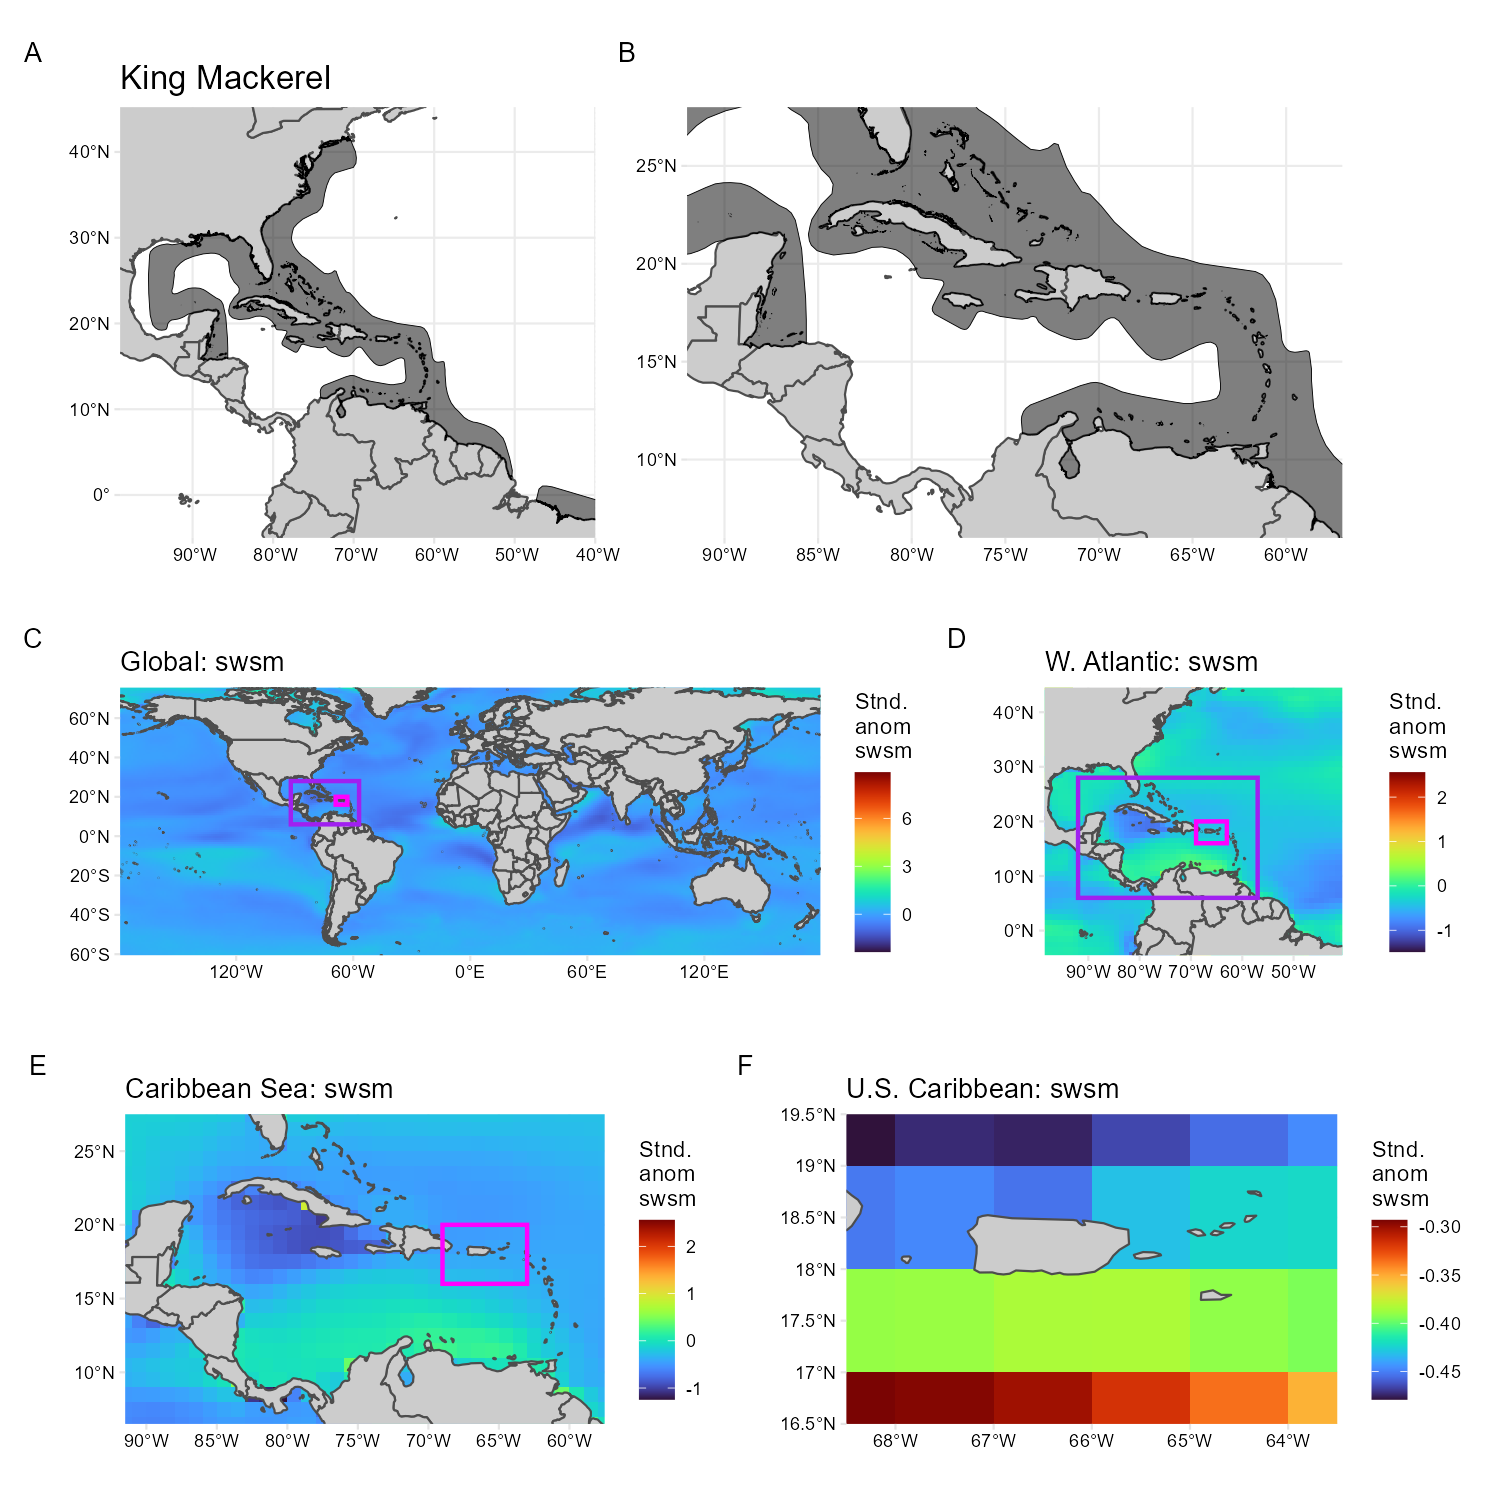 A
B
King Mackerel
40°N
30°N
20°N
10°N
0°
90°W 80°W 70°W 60°W 50°W 40°W
25°N
20°N
15°N
10°N
90°W 85°W 80°W 75°W 70°W 65°W 60°W
C
Global: swsm
60°N
40°N
20°N
0°N
20°S
40°S
60°S
120°W 60°W 0°E 60°E 120°E
Stnd.
anom
swsm
6
3
0
D
W. Atlantic: swsm
40°N
30°N
20°N
10°N
0°N
90°W 80°W 70°W 60°W 50°W
Stnd.
anom
swsm
2
1
0
-1
E
Caribbean Sea: swsm
25°N
20°N
15°N
10°N
90°W 85°W 80°W 75°W 70°W 65°W 60°W
Stnd.
anom
swsm
2
1
0
-1
F
U.S. Caribbean: swsm
19.5°N
19°N
18.5°N
18°N
17.5°N
17°N
16.5°N
68°W 67°W 66°W 65°W 64°W
Stnd.
anom
swsm
-0.30
-0.35
-0.40
-0.45